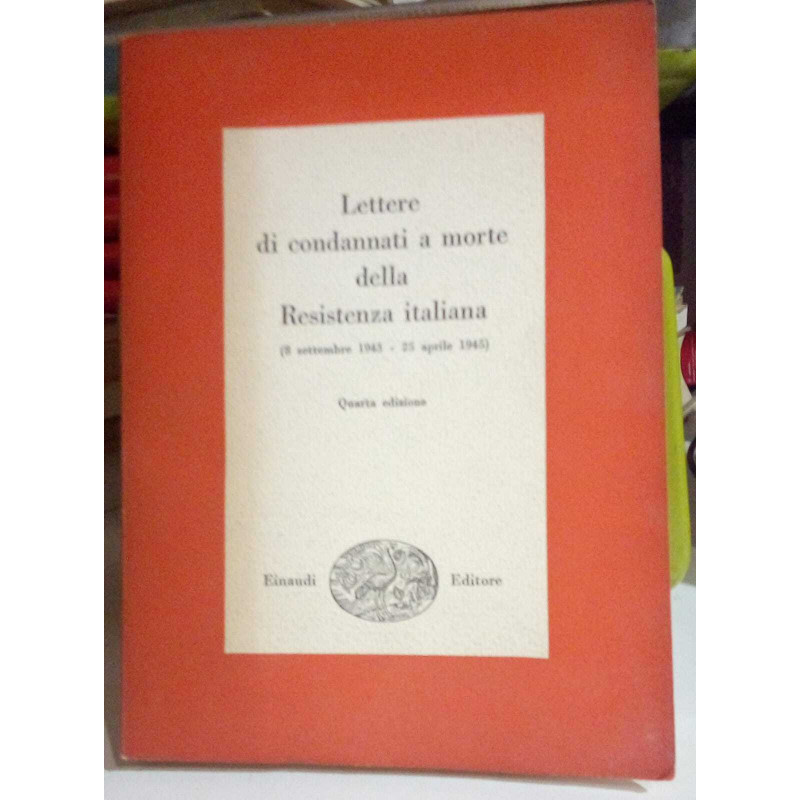 Lettere
di condannati a morte
della
Resistenza italiana
(8 settembre 1943 - 25 aprile 1945)
Quarta edizione
Einaudi Editore